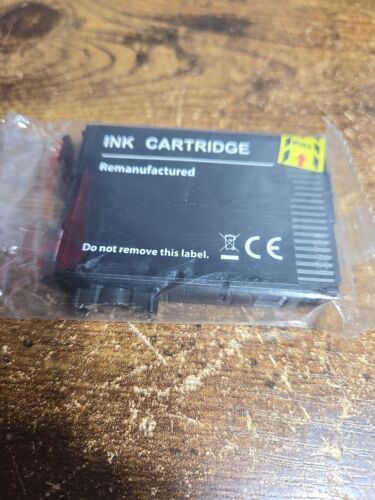 INK CARTRIDGE
PULL
Remanufactured
Do not remove this label. CE